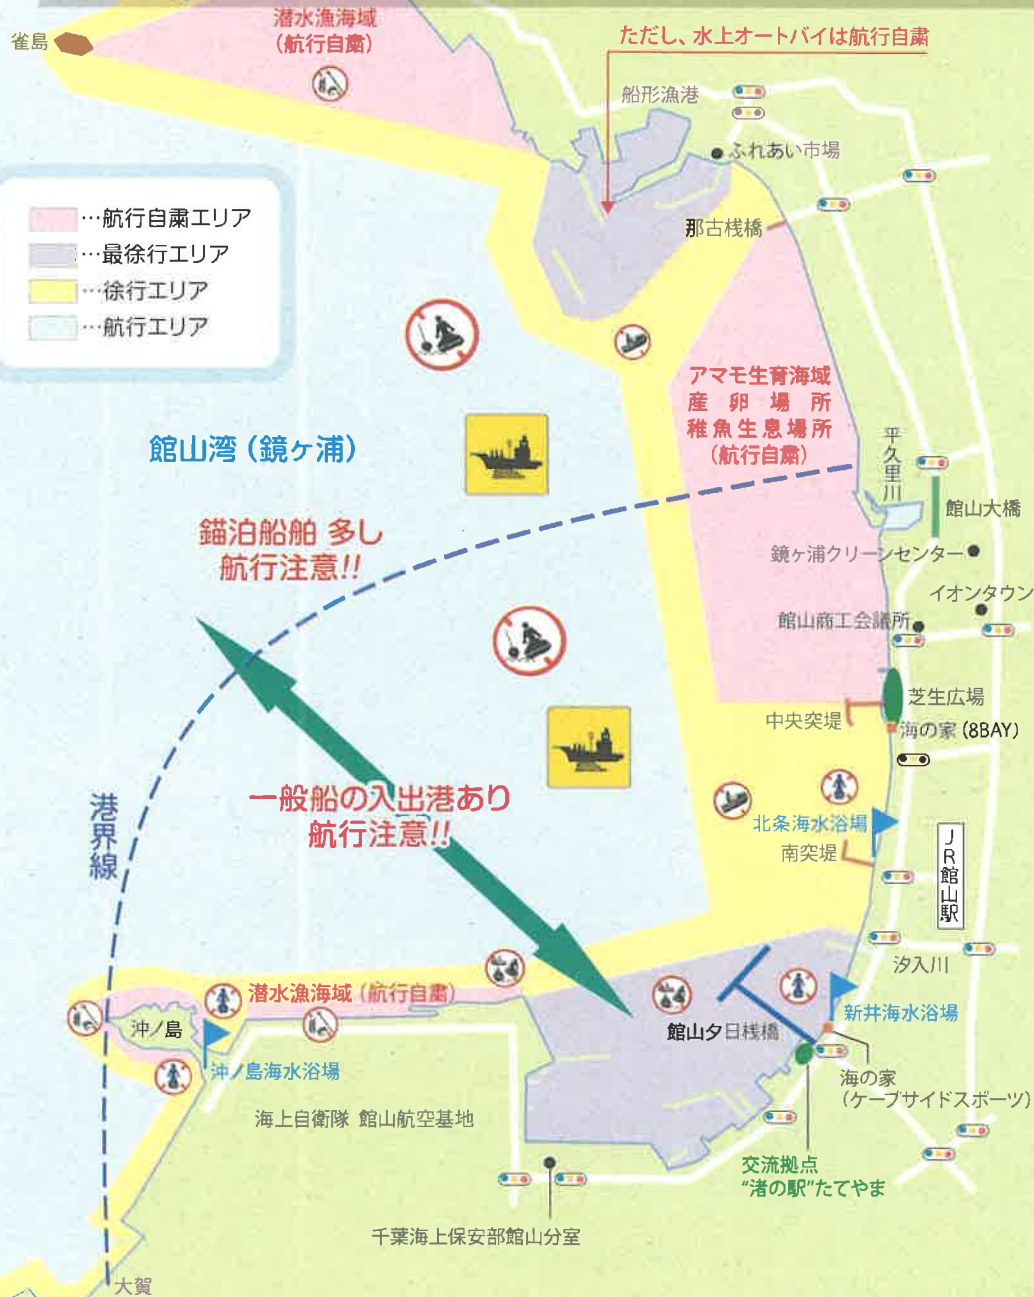 雀島
潜水漁海域
(航行自粛)
ただし、水上オートバイは航行自粛
船形漁港
ふれあい市場
…航行自粛エリア
…最徐行エリア
…徐行エリア
…航行エリア
那古桟橋
アマモ生育海域
産卵場所
稚魚生息場所
(航行自粛)
館山湾(鏡ヶ浦)
平久里川
館山大橋
錨泊船舶 多し
航行注意!!
鏡ヶ浦クリーンセンター
イオンタウン
館山商工会議所
芝生広場
中央突堤
海の家(8BAY)
一般船の入出港あり
航行注意!!
港界線
北条海水浴場
南突堤
JR館山駅
汐入川
潜水漁海域(航行自粛)
沖ノ島
沖ノ島海水浴場
館山夕日桟橋
新井海水浴場
海の家
(ケーブサイドスポーツ)
海上自衛隊 館山航空基地
交流拠点
“渚の駅”たてやま
千葉海上保安部館山分室
大賀